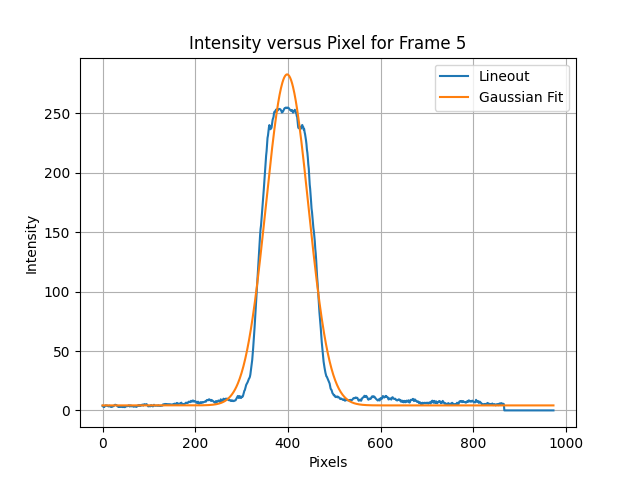 Intensity versus Pixel for Frame 5
Lineout
Gaussian Fit
250
200
150
100
50
0
Intensity
0 200 400 600 800 1000
Pixels